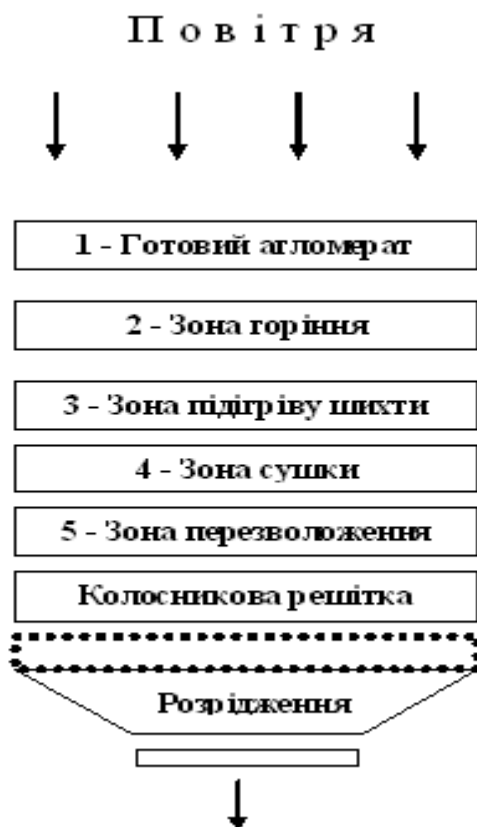 Повітря
1 - Готовий агломерат
2 - Зона горіння
3 - Зона підігріву шихти
4 - Зона сушки
5 - Зона перезволоження
Колосникова решітка
Розрідження